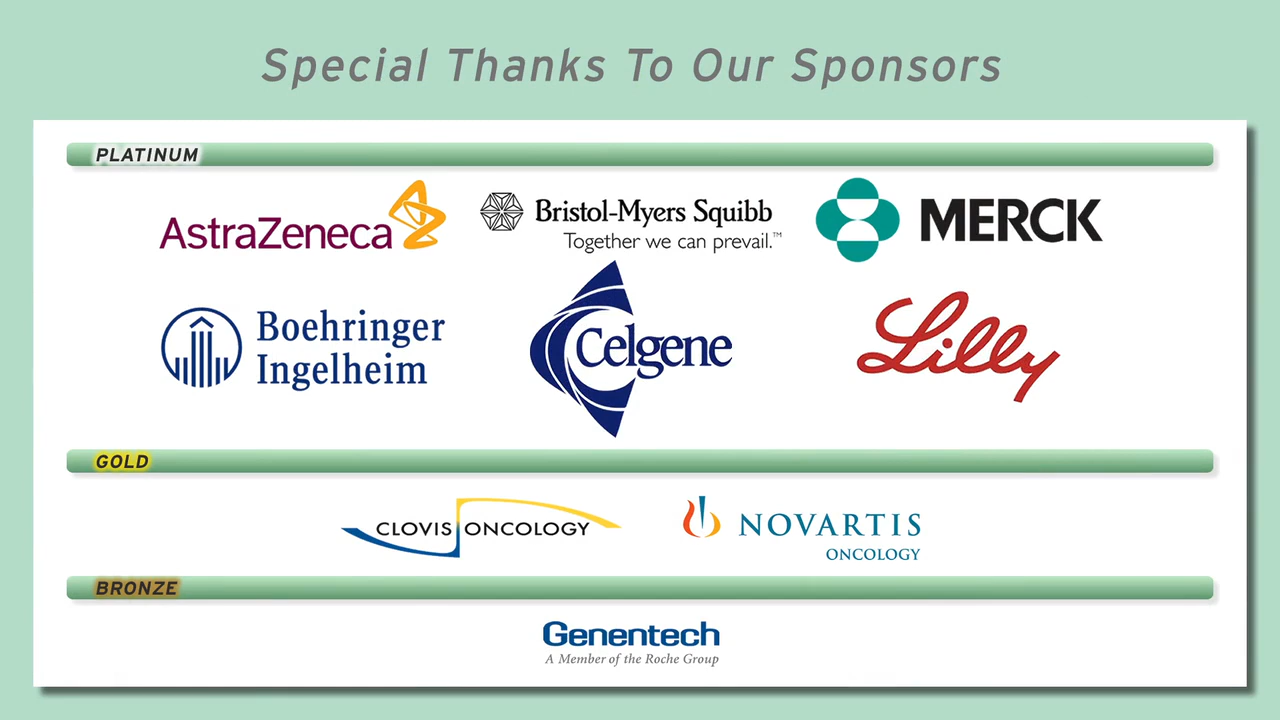 Special Thanks To Our Sponsors
PLATINUM
AstraZeneca
Bristol-Myers Squibb
Together we can prevail.™
MERCK
Boehringer
Ingelheim
Celgene
Lilly
GOLD
CLOVIS ONCOLOGY
NOVARTIS
ONCOLOGY
BRONZE
Genentech
A Member of the Roche Group